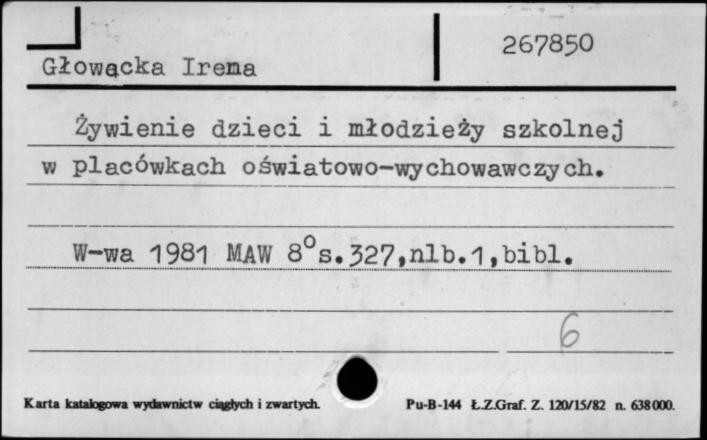 267850
Głowącka Irena
Żywienie dzieci i młodzieży szkolnej
w placówkach oświatowo-wychowawczych.
W-wa 1981 MAW 8° s.327,nlb.1,bibl.
6
Karta katalogowa wydawnictw ciągłych i zwartych.
Pu-B-144 Ł.Z.Graf. Z. 120/15/82 n. 638000.